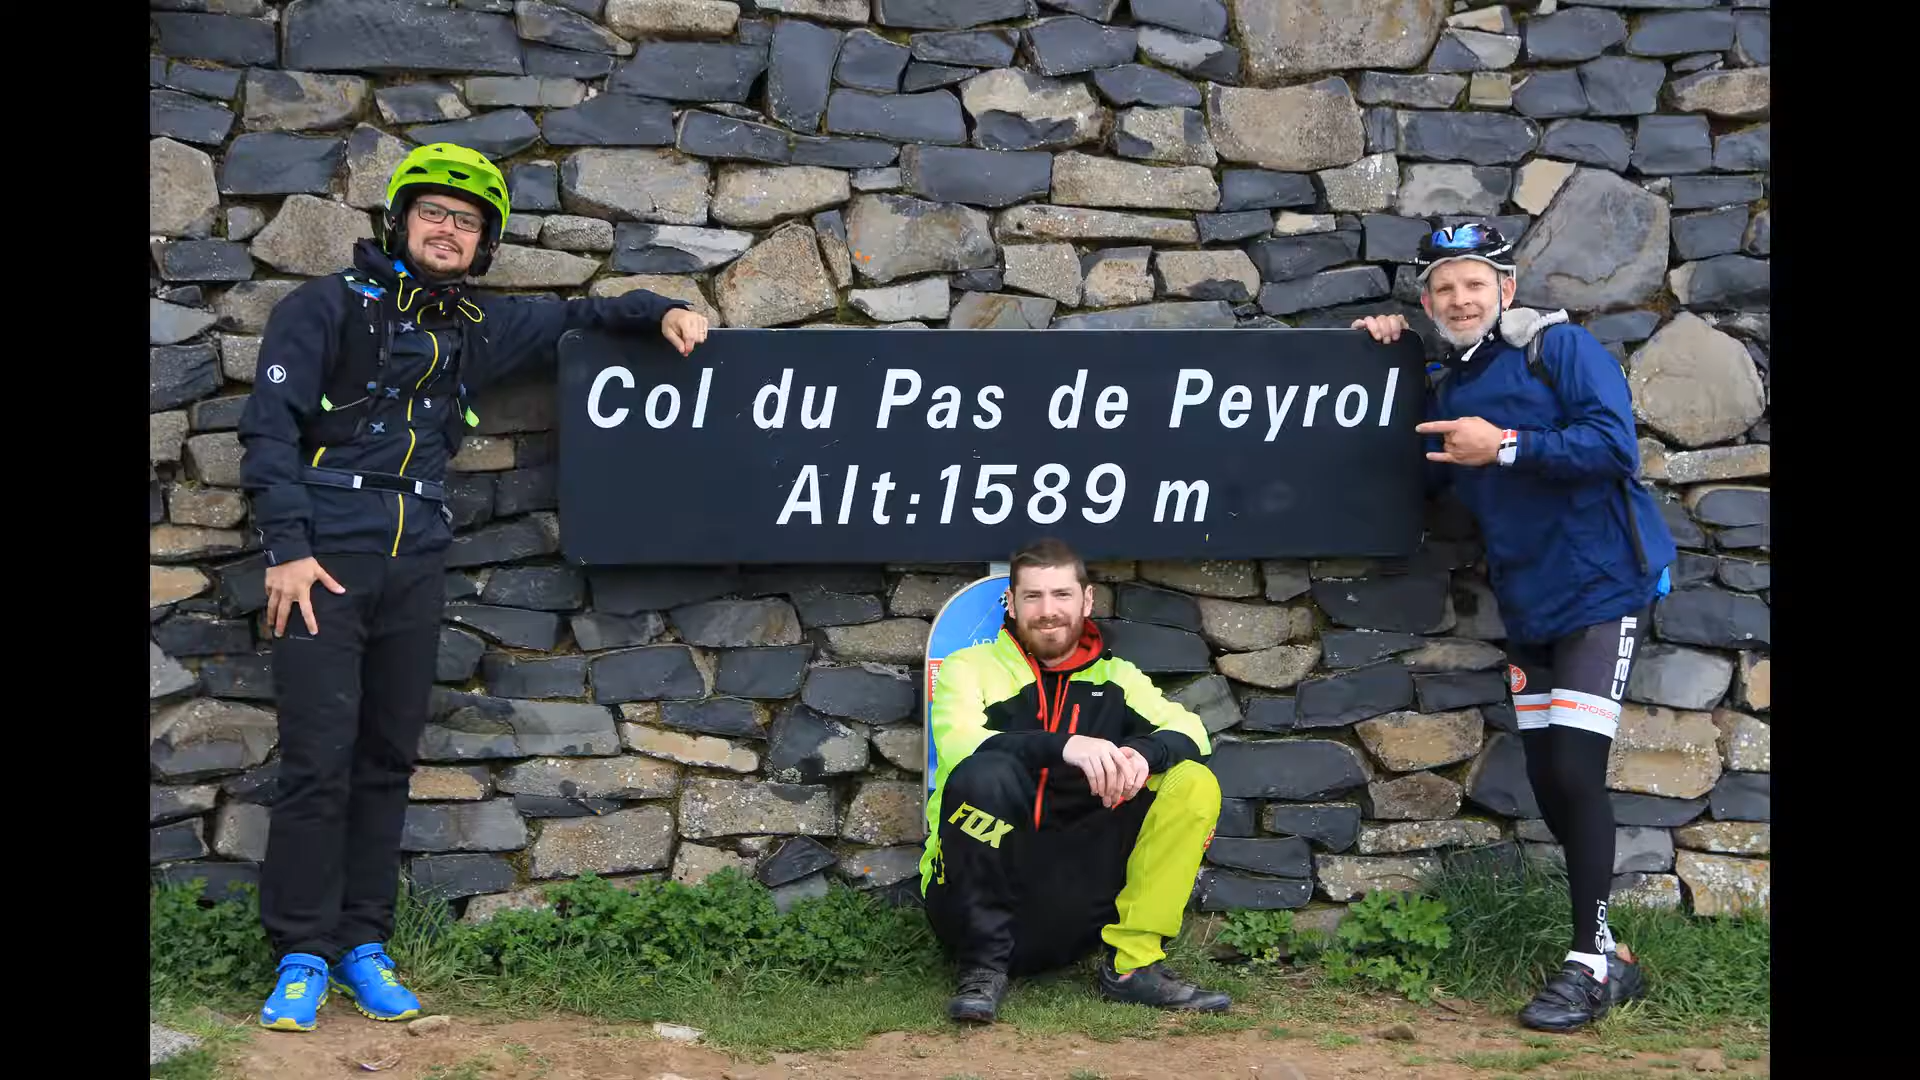 Col du Pas de Peyrol
Alt:1589 m
FOX
castelli
ROSSO